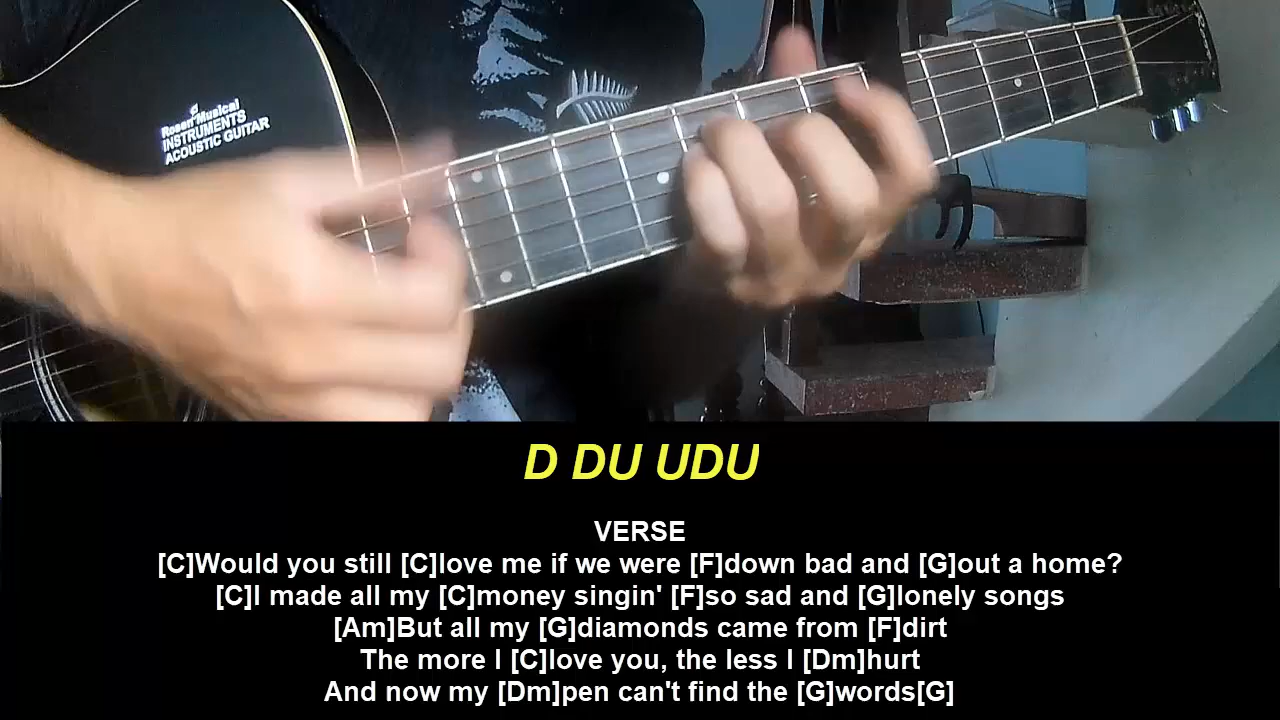 Rosen Musical
INSTRUMENTS
ACOUSTIC GUITAR
D DU UDU
VERSE
[C]Would you still [C]love me if we were [F]down bad and [G]out a home?
[C]I made all my [C]money singin' [F]so sad and [G]lonely songs
[Am]But all my [G]diamonds came from [F]dirt
The more I [C]love you, the less I [Dm]hurt
And now my [Dm]pen can't find the [G]words[G]